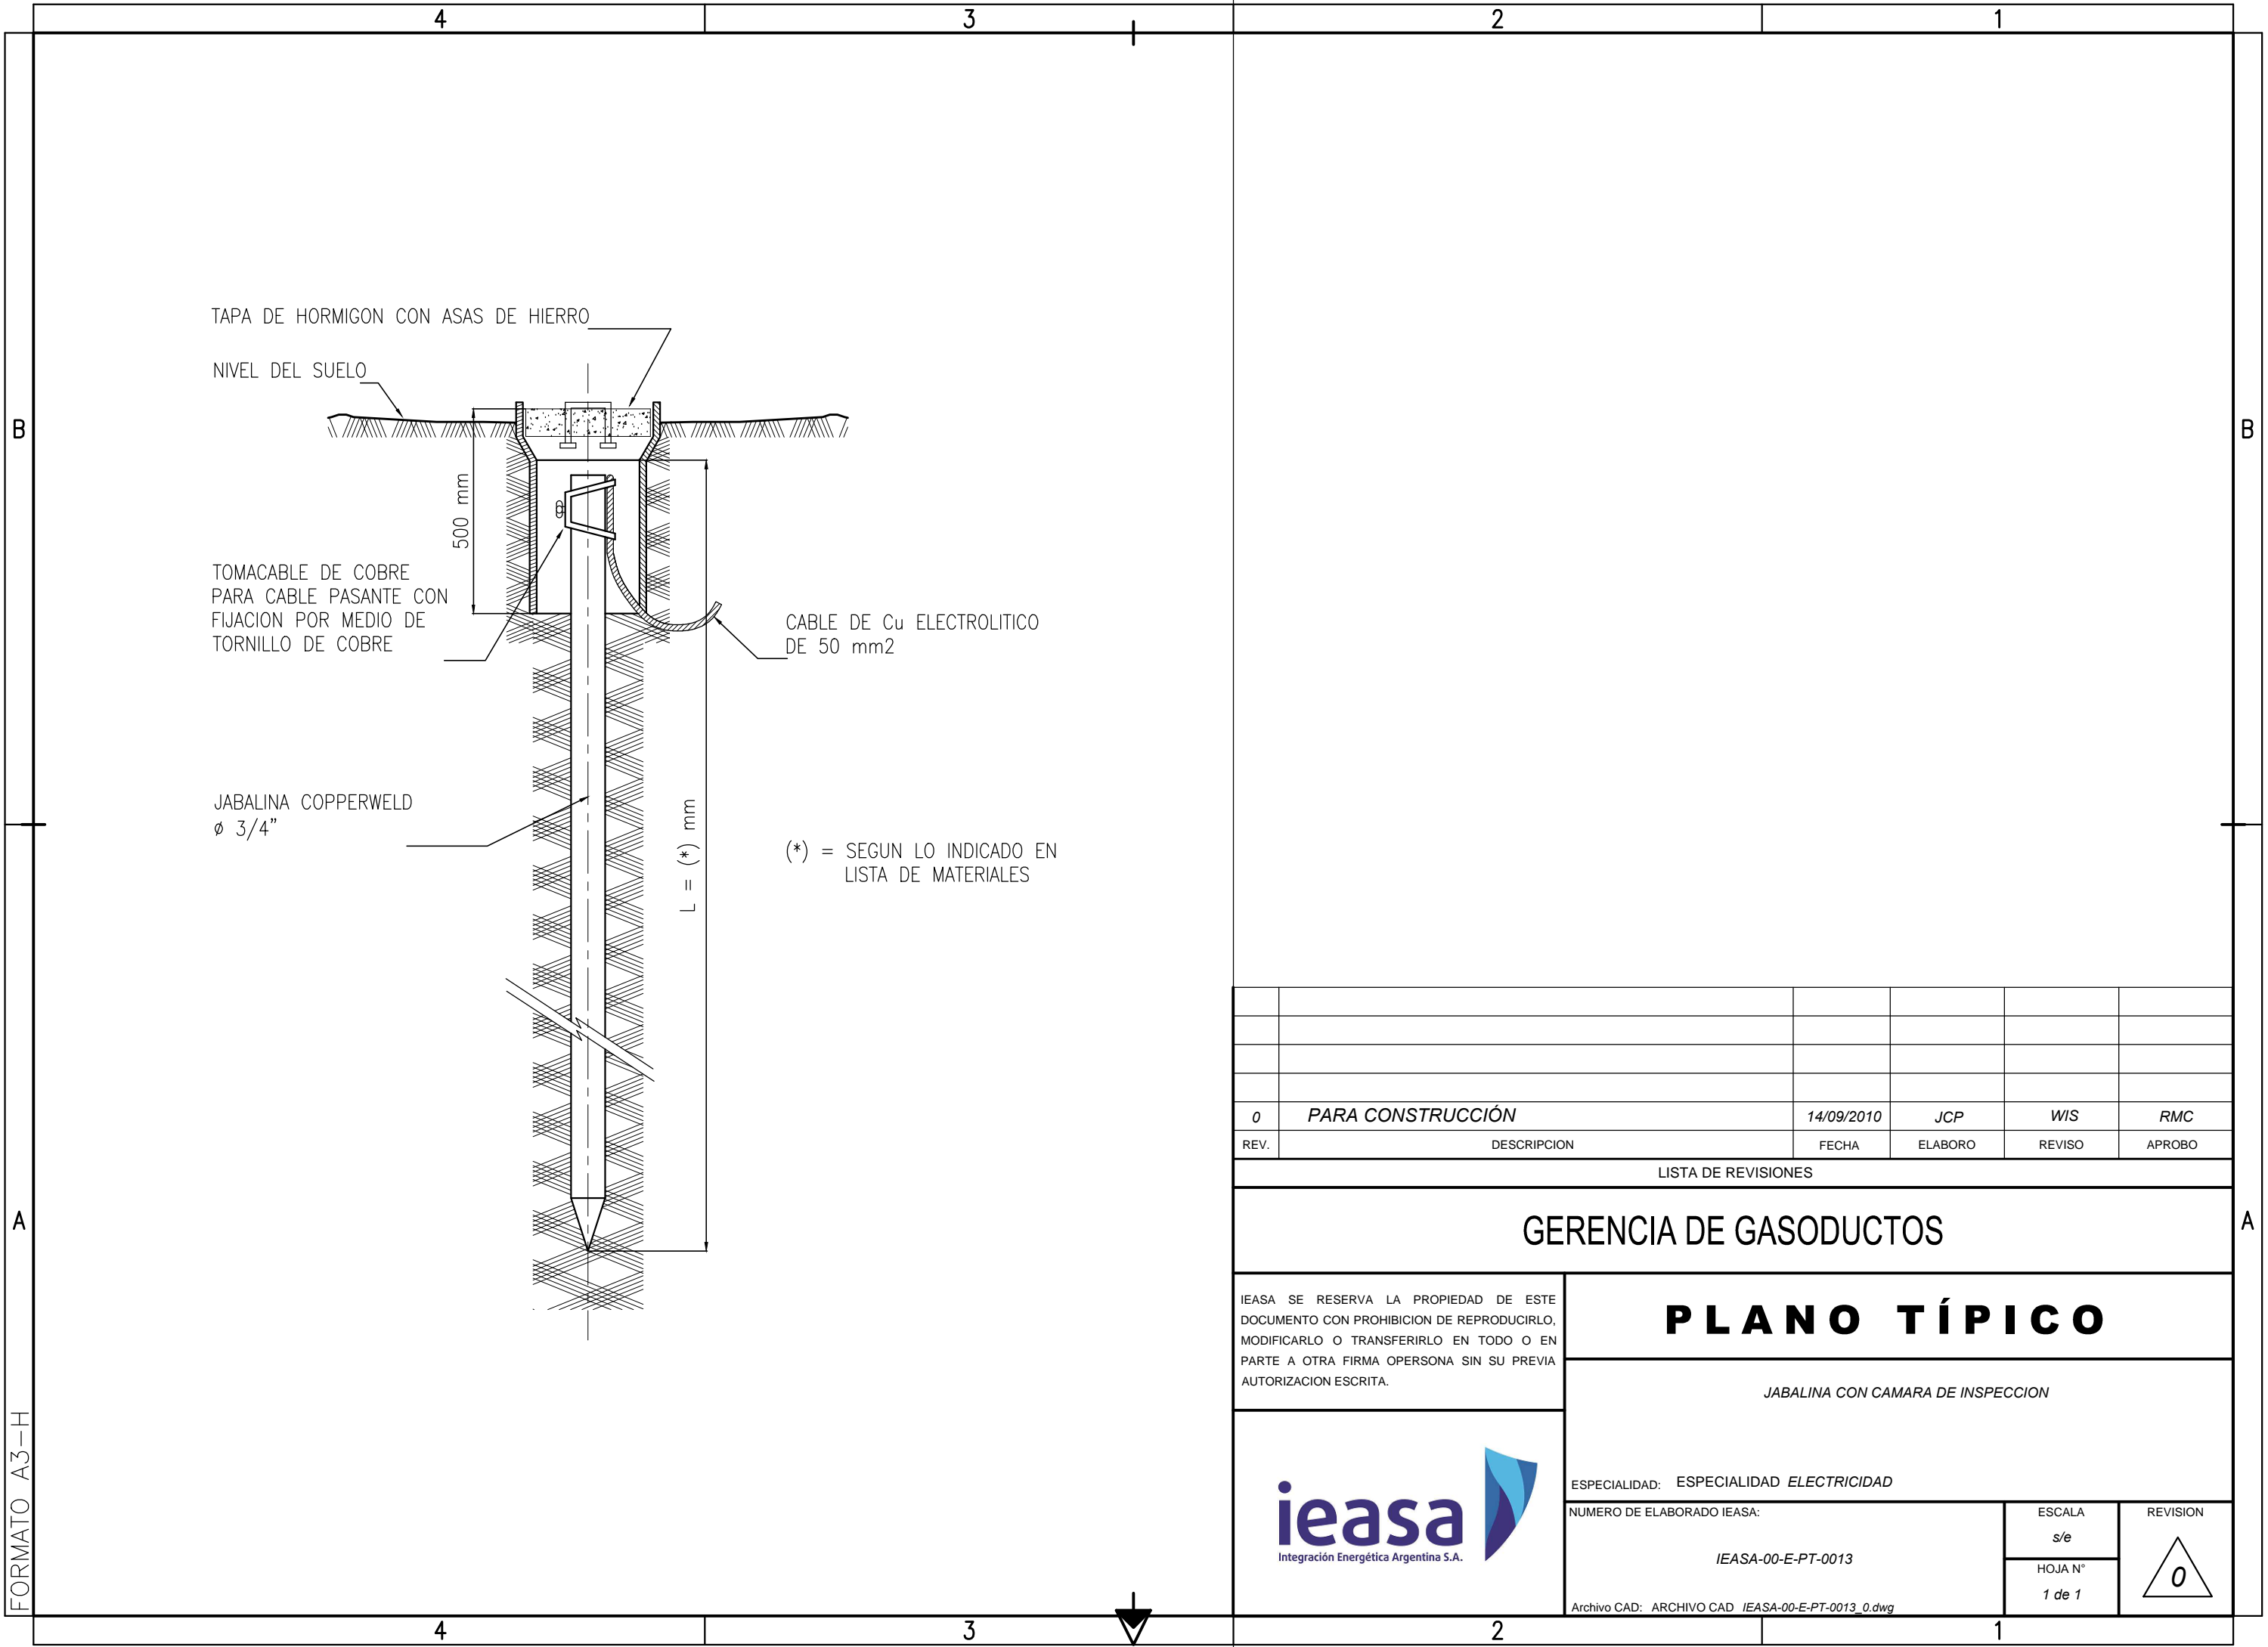 4
3
2
1
B
B
A
A
TAPA DE HORMIGON CON ASAS DE HIERRO
NIVEL DEL SUELO
500 mm
TOMACABLE DE COBRE
PARA CABLE PASANTE CON
FIJACION POR MEDIO DE
TORNILLO DE COBRE
CABLE DE Cu ELECTROLITICO
DE 50 mm2
JABALINA COPPERWELD
ø 3/4"
L = (*) mm
(*) = SEGUN LO INDICADO EN
LISTA DE MATERIALES
0 PARA CONSTRUCCIÓN 14/09/2010 JCP WIS RMC
REV. DESCRIPCION FECHA ELABORO REVISO APROBO
LISTA DE REVISIONES
GERENCIA DE GASODUCTOS
IEASA SE RESERVA LA PROPIEDAD DE ESTE
DOCUMENTO CON PROHIBICION DE REPRODUCIRLO,
MODIFICARLO O TRANSFERIRLO EN TODO O EN
PARTE A OTRA FIRMA OPERSONA SIN SU PREVIA
AUTORIZACION ESCRITA.
PLANO TÍPICO
JABALINA CON CAMARA DE INSPECCION
ESPECIALIDAD: ESPECIALIDAD ELECTRICIDAD
ieasa
Integración Energética Argentina S.A.
NUMERO DE ELABORADO IEASA:
IEASA-00-E-PT-0013
Archivo CAD: ARCHIVO CAD IEASA-00-E-PT-0013_0.dwg
ESCALA
s/e
HOJA N°
1 de 1
REVISION
0
FORMATO A3-H
4
3
2
1